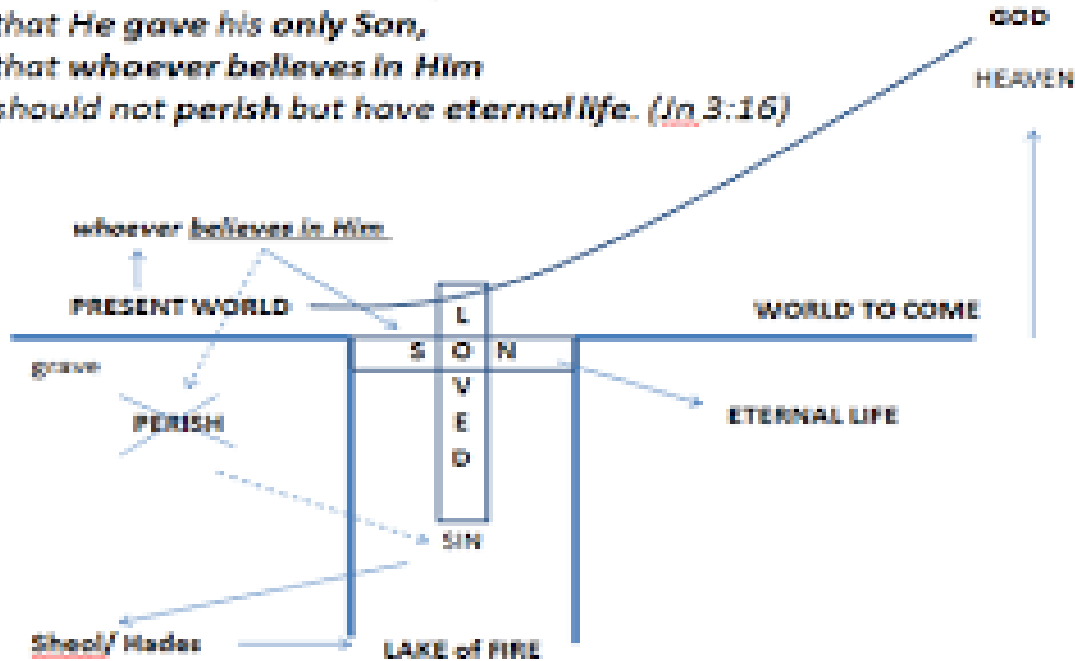 that He gave his only Son,
that whoever believes in Him
should not perish but have eternal life. (Jn 3:16)
GOD
HEAVEN
whoever believes in Him
PRESENT WORLD
WORLD TO COME
L
S O N
V
E
D
grave
PERISH
ETERNAL LIFE
SIN
Sheol/ Hades
LAKE of FIRE